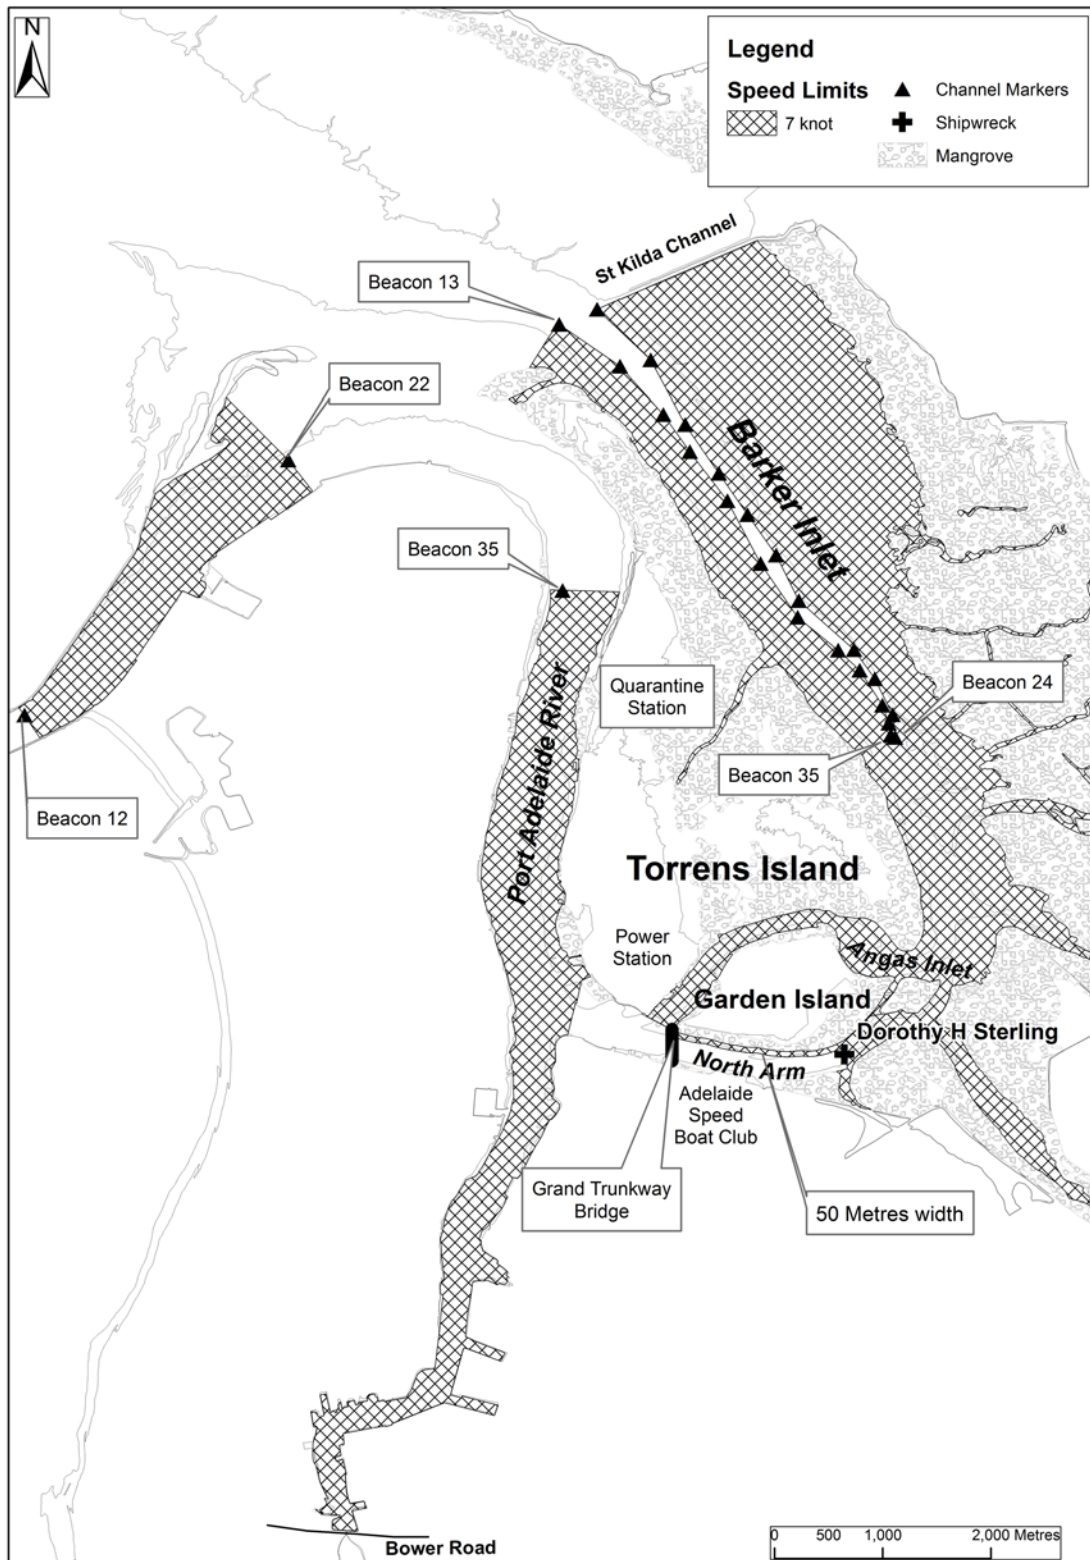 N
Legend
Speed Limits
7 knot
Channel Markers
Shipwreck
Mangrove
St Kilda Channel
Beacon 13
Beacon 22
Barker Inlet
Beacon 35
Quarantine
Station
Beacon 24
Beacon 35
Beacon 12
Port Adelaide River
Torrens Island
Power
Station
Angas Inlet
Garden Island
Dorothy H Sterling
North Arm
Adelaide
Speed
Boat Club
Grand Trunkway
Bridge
50 Metres width
Bower Road
0 500 1,000 2,000 Metres